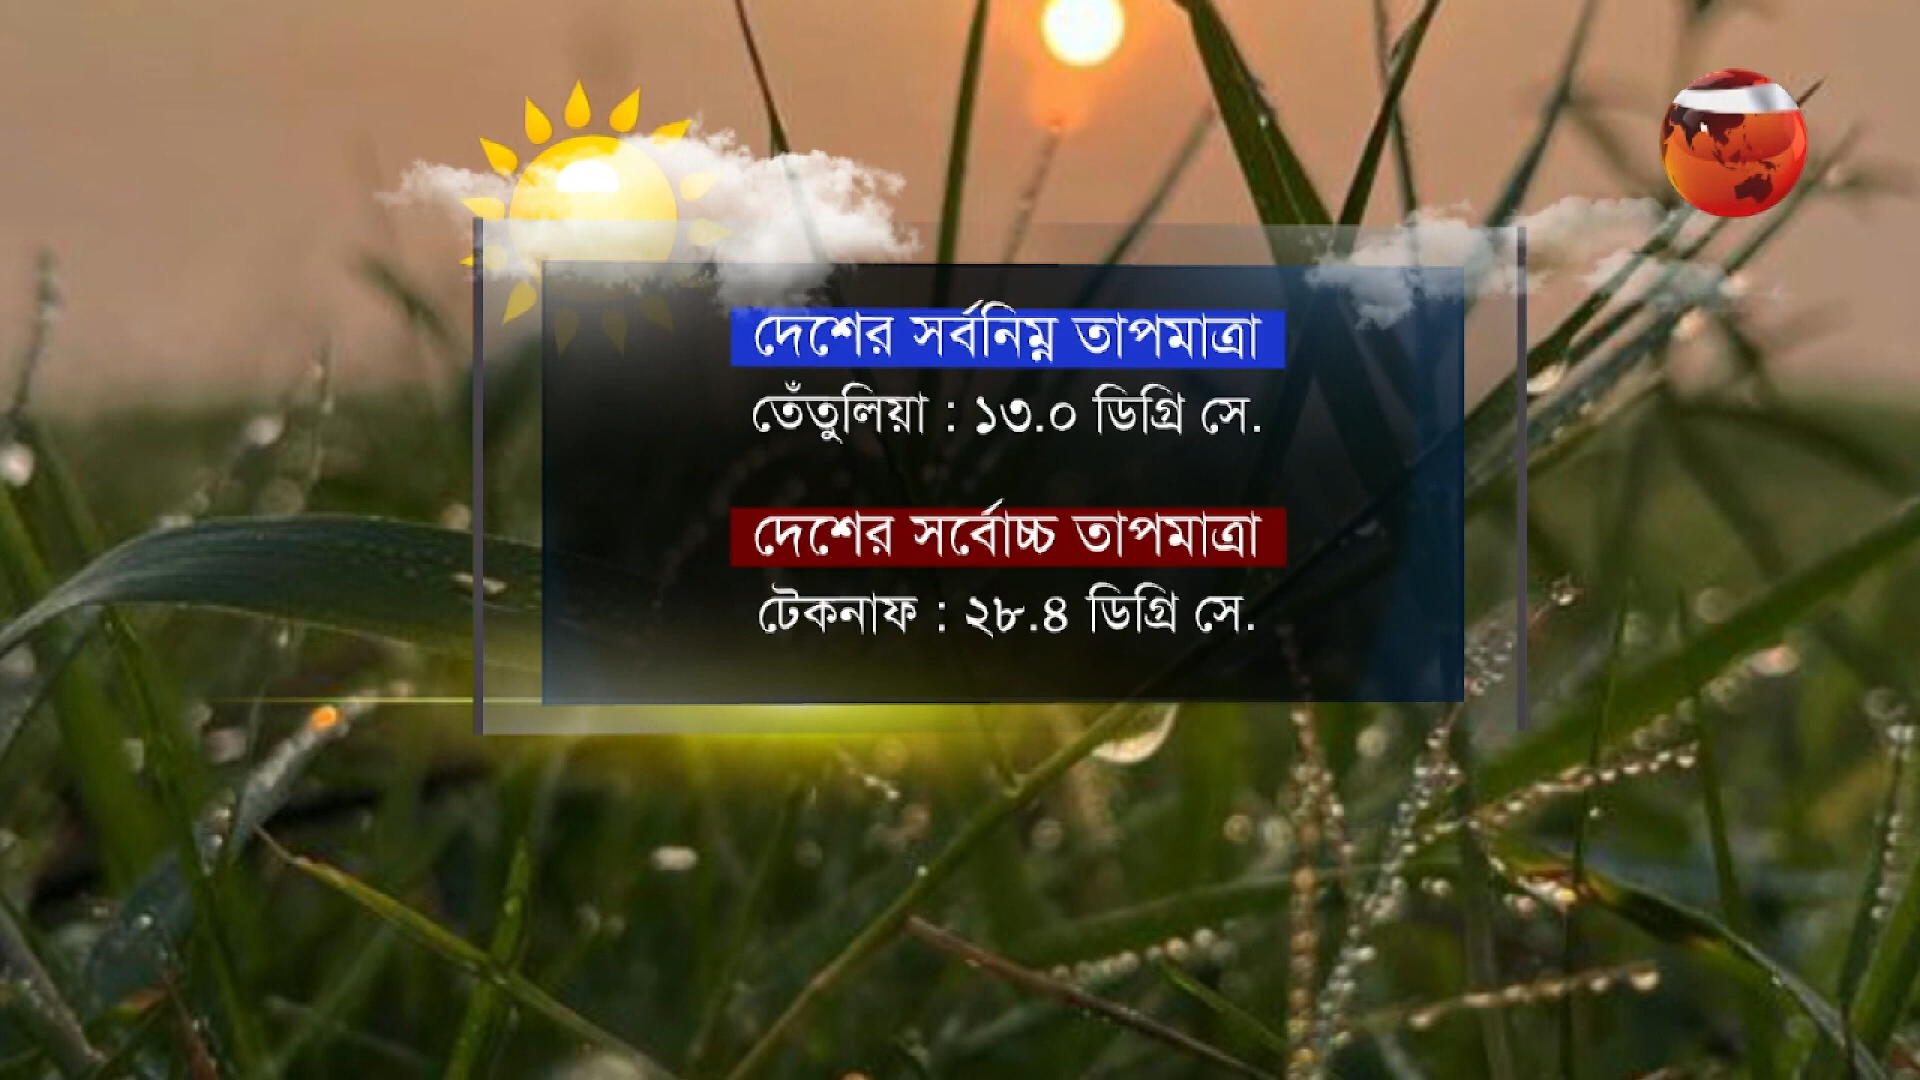 দেশের সর্বনিম্ন তাপমাত্রা
তেঁতুলিয়া : ১৩.০ ডিগ্রি সে.
দেশের সর্বোচ্চ তাপমাত্রা
টেকনাফ : ২৮.৪ ডিগ্রি সে.